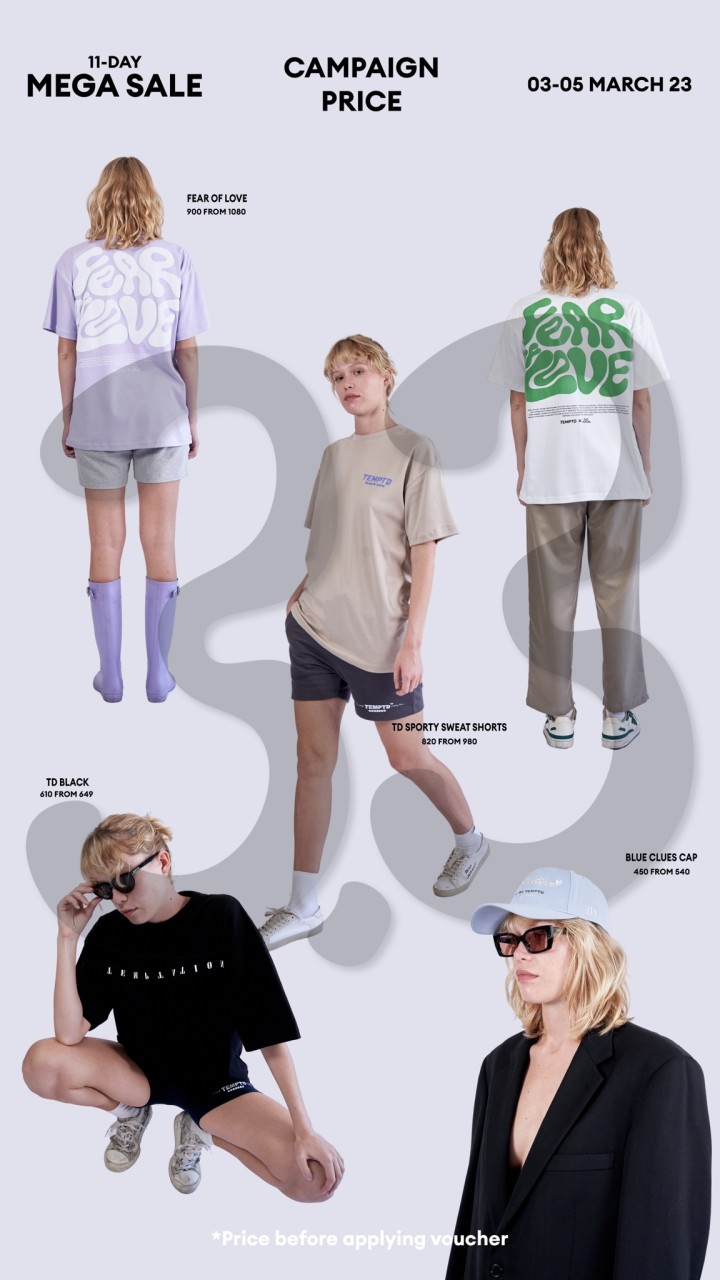 11-DAY
MEGA SALE
CAMPAIGN
PRICE
03-05 MARCH 23
FEAR OF LOVE
900 FROM 1080
FEAR
OF LOVE
FEAR
OF LOVE
TEMPTD X
TEMPTD
TEMPTD
TD SPORTY SWEAT SHORTS
820 FROM 980
3.3
TD BLACK
610 FROM 649
BLUE CLUES CAP
450 FROM 540
TEMPTATION
TEMPTD
*Price before applying voucher